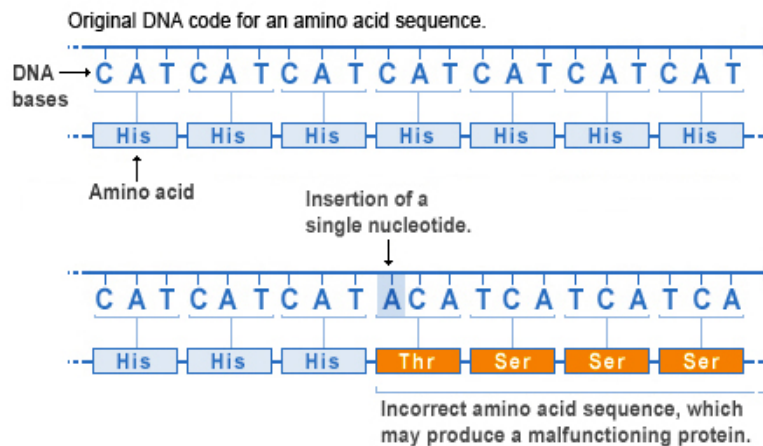 Original DNA code for an amino acid sequence.
DNA bases
C A T C A T C A T C A T C A T C A T C A T
His His His His His His His
Amino acid
Insertion of a
single nucleotide.
C A T C A T C A T A C A T C A T C A T C A
His His His Thr Ser Ser Ser
Incorrect amino acid sequence, which
may produce a malfunctioning protein.